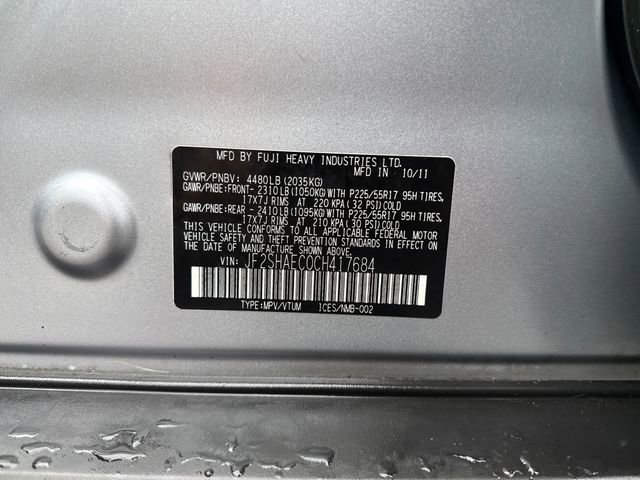 MFD BY FUJI HEAVY INDUSTRIES LTD.
MFD IN 10/11
GVWR/PNBV: 4480LB(2035KG)
GAWR/PNBE:FRONT- 2310LB(1050KG)WITH P225/55R17 95H TIRES,
17X7J RIMS AT 220 KPA( 32 PSI)COLD
GAWR/PNBE:REAR - 2410LB(1095KG)WITH P225/55R17 95H TIRES,
17X7J RIMS AT 210 KPA( 30 PSI)COLD
THIS VEHICLE CONFORMS TO ALL APPLICABLE FEDERAL MOTOR
VEHICLE SAFETY, BUMPER, AND THEFT PREVENTION STANDARDS IN EFFECT
ON THE DATE OF MANUFACTURE SHOWN ABOVE.
VIN: JF2SHAEC0CH417684
TYPE:MPV/VTUM ICES/NMB-002